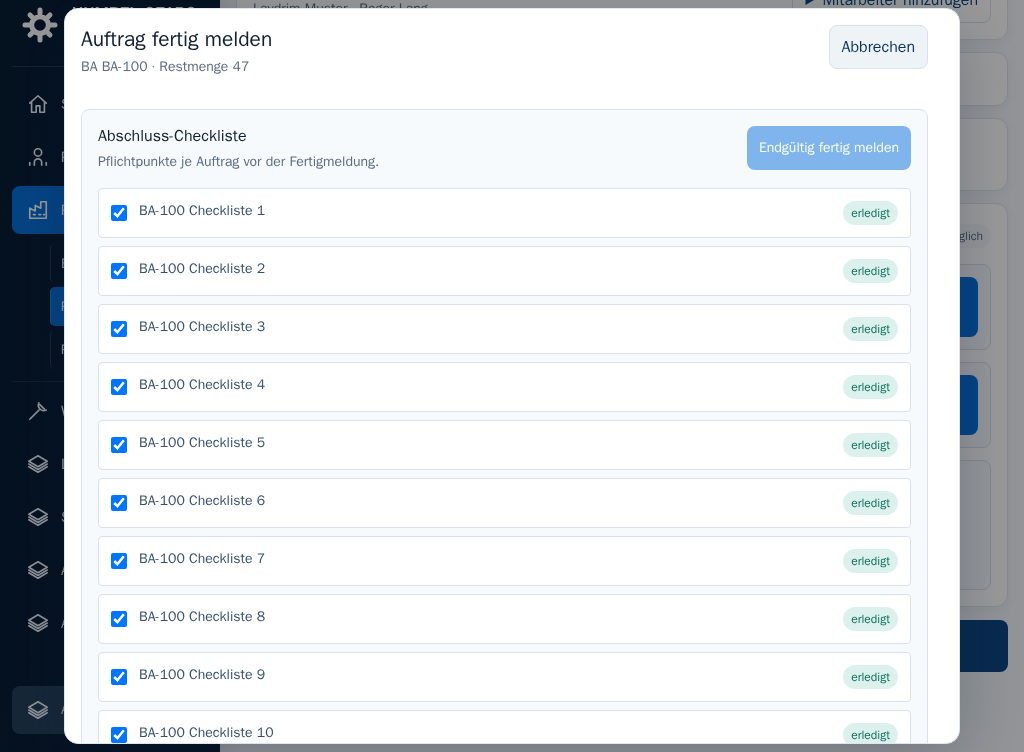 Auftrag fertig melden
Abbrechen
BA BA-100 · Restmenge 47
Abschluss-Checkliste
Endgültig fertig melden
Pflichtpunkte je Auftrag vor der Fertigmeldung.
BA-100 Checkliste 1
erledigt
BA-100 Checkliste 2
erledigt
BA-100 Checkliste 3
erledigt
BA-100 Checkliste 4
erledigt
BA-100 Checkliste 5
erledigt
BA-100 Checkliste 6
erledigt
BA-100 Checkliste 7
erledigt
BA-100 Checkliste 8
erledigt
BA-100 Checkliste 9
erledigt
BA-100 Checkliste 10
erledigt